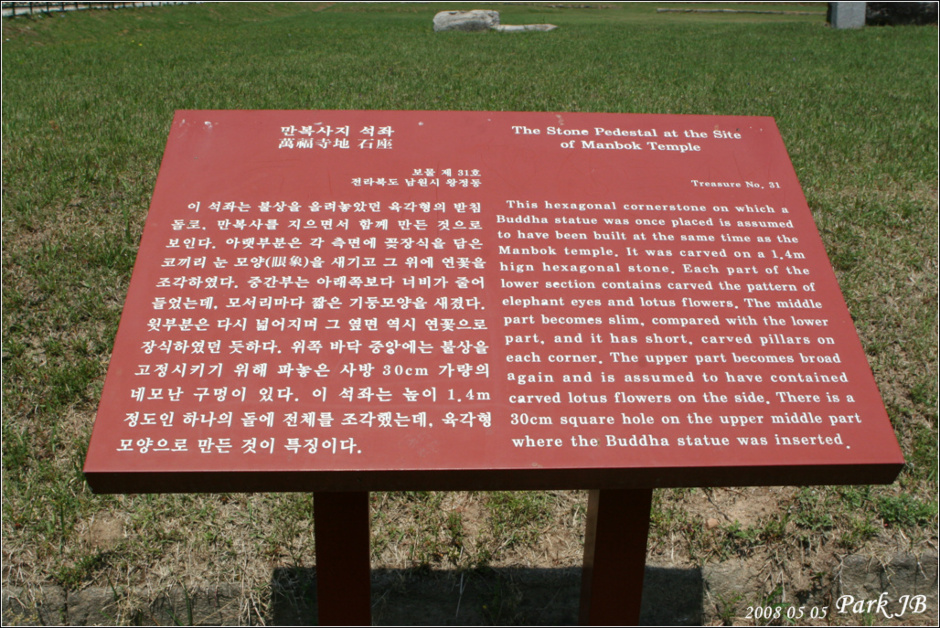 만복사지 석좌
萬福寺地 石座
보물 제 31호
전라북도 남원시 왕정동
이 석좌는 불상을 올려놓았던 육각형의 받침
돌로, 만복사를 지으면서 함께 만든 것으로
보인다. 아랫부분은 각 측면에 꽃장식을 담은
코끼리 눈 모양(眼象)을 새기고 그 위에 연꽃을
조각하였다. 중간부는 아래쪽보다 너비가 줄어
들었는데, 모서리마다 짧은 기둥모양을 새겼다.
윗부분은 다시 넓어지며 그 옆면 역시 연꽃으로
장식하였던 듯하다. 위쪽 바닥 중앙에는 불상을
고정시키기 위해 파놓은 사방 30cm 가량의
네모난 구멍이 있다. 이 석좌는 높이 1.4m
정도인 하나의 돌에 전체를 조각했는데, 육각형
모양으로 만든 것이 특징이다.
The Stone Pedestal at the Site
of Manbok Temple
Treasure No. 31
This hexagonal cornerstone on which a
Buddha statue was once placed is assumed
to have been built at the same time as the
Manbok temple. It was carved on a 1.4m
hign hexagonal stone. Each part of the
lower section contains carved the pattern of
elephant eyes and lotus flowers. The middle
part becomes slim, compared with the lower
part, and it has short, carved pillars on
each corner. The upper part becomes broad
again and is assumed to have contained
carved lotus flowers on the side. There is a
30cm square hole on the upper middle part
where the Buddha statue was inserted.
2008 05 05 Park JB